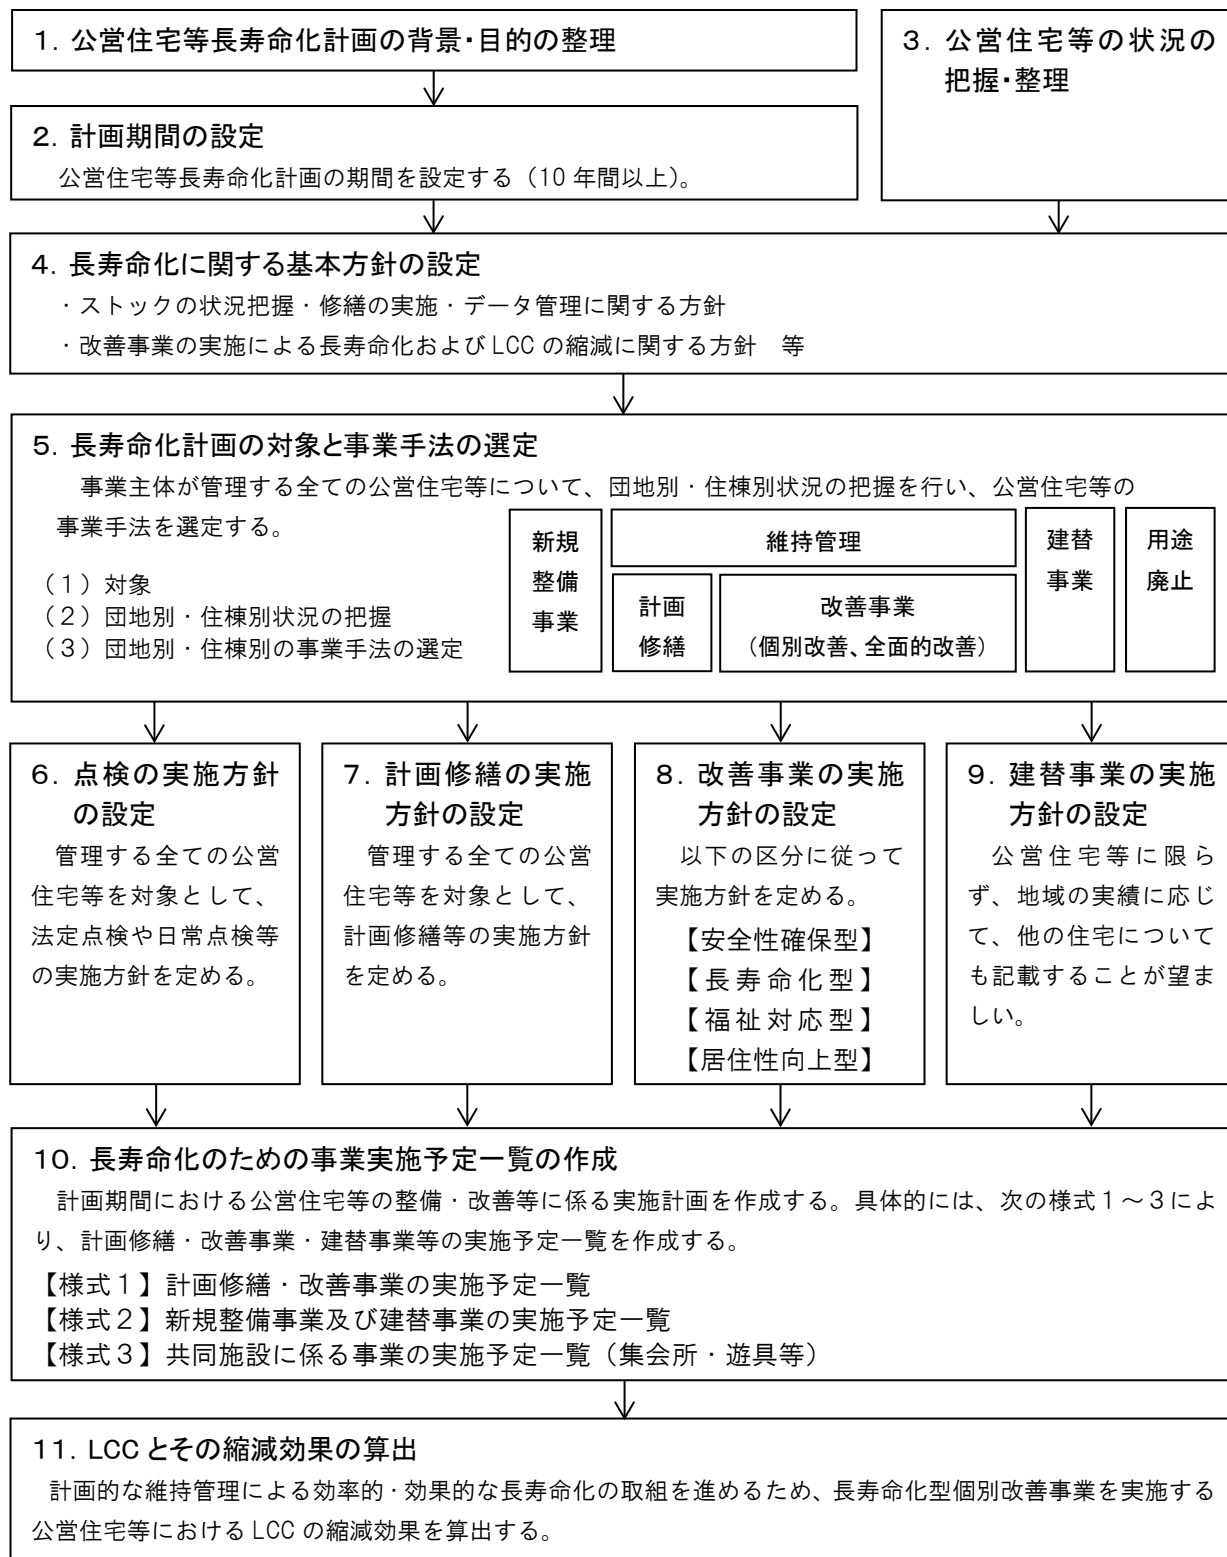 １．公営住宅等長寿命化計画の背景・目的の整理
２．計画期間の設定
公営住宅等長寿命化計画の期間を設定する（10 年間以上）。
３．公営住宅等の状況の
把握・整理
４．長寿命化に関する基本方針の設定
・ストックの状況把握・修繕の実施・データ管理に関する方針
・改善事業の実施による長寿命化および LCC の縮減に関する方針　等
５．長寿命化計画の対象と事業手法の選定
事業主体が管理する全ての公営住宅等について、団地別・住棟別状況の把握を行い、公営住宅等の
事業手法を選定する。
（１）対象
（２）団地別・住棟別状況の把握
（３）団地別・住棟別の事業手法の選定
新規
整備
事業
維持管理
計画
修繕
改善事業
（個別改善、全面的改善）
建替
事業
用途
廃止
６．点検の実施方針
の設定
管理する全ての公営
住宅等を対象として、
法定点検や日常点検等
の実施方針を定める。
７．計画修繕の実施
方針の設定
管理する全ての公営
住宅等を対象として、
計画修繕等の実施方針
を定める。
８．改善事業の実施
方針の設定
以下の区分に従って
実施方針を定める。
【安全性確保型】
【長寿命化型】
【福祉対応型】
【居住性向上型】
９．建替事業の実施
方針の設定
公営住宅等に限ら
ず、地域の実績に応じ
て、他の住宅について
も記載することが望ま
しい。
10．長寿命化のための事業実施予定一覧の作成
計画期間における公営住宅等の整備・改善等に係る実施計画を作成する。具体的には、次の様式１～３によ
り、計画修繕・改善事業・建替事業等の実施予定一覧を作成する。
【様式１】計画修繕・改善事業の実施予定一覧
【様式２】新規整備事業及び建替事業の実施予定一覧
【様式３】共同施設に係る事業の実施予定一覧（集会所・遊具等）
11．LCC とその縮減効果の算出
計画的な維持管理による効率的・効果的な長寿命化の取組を進めるため、長寿命化型個別改善事業を実施する
公営住宅等における LCC の縮減効果を算出する。